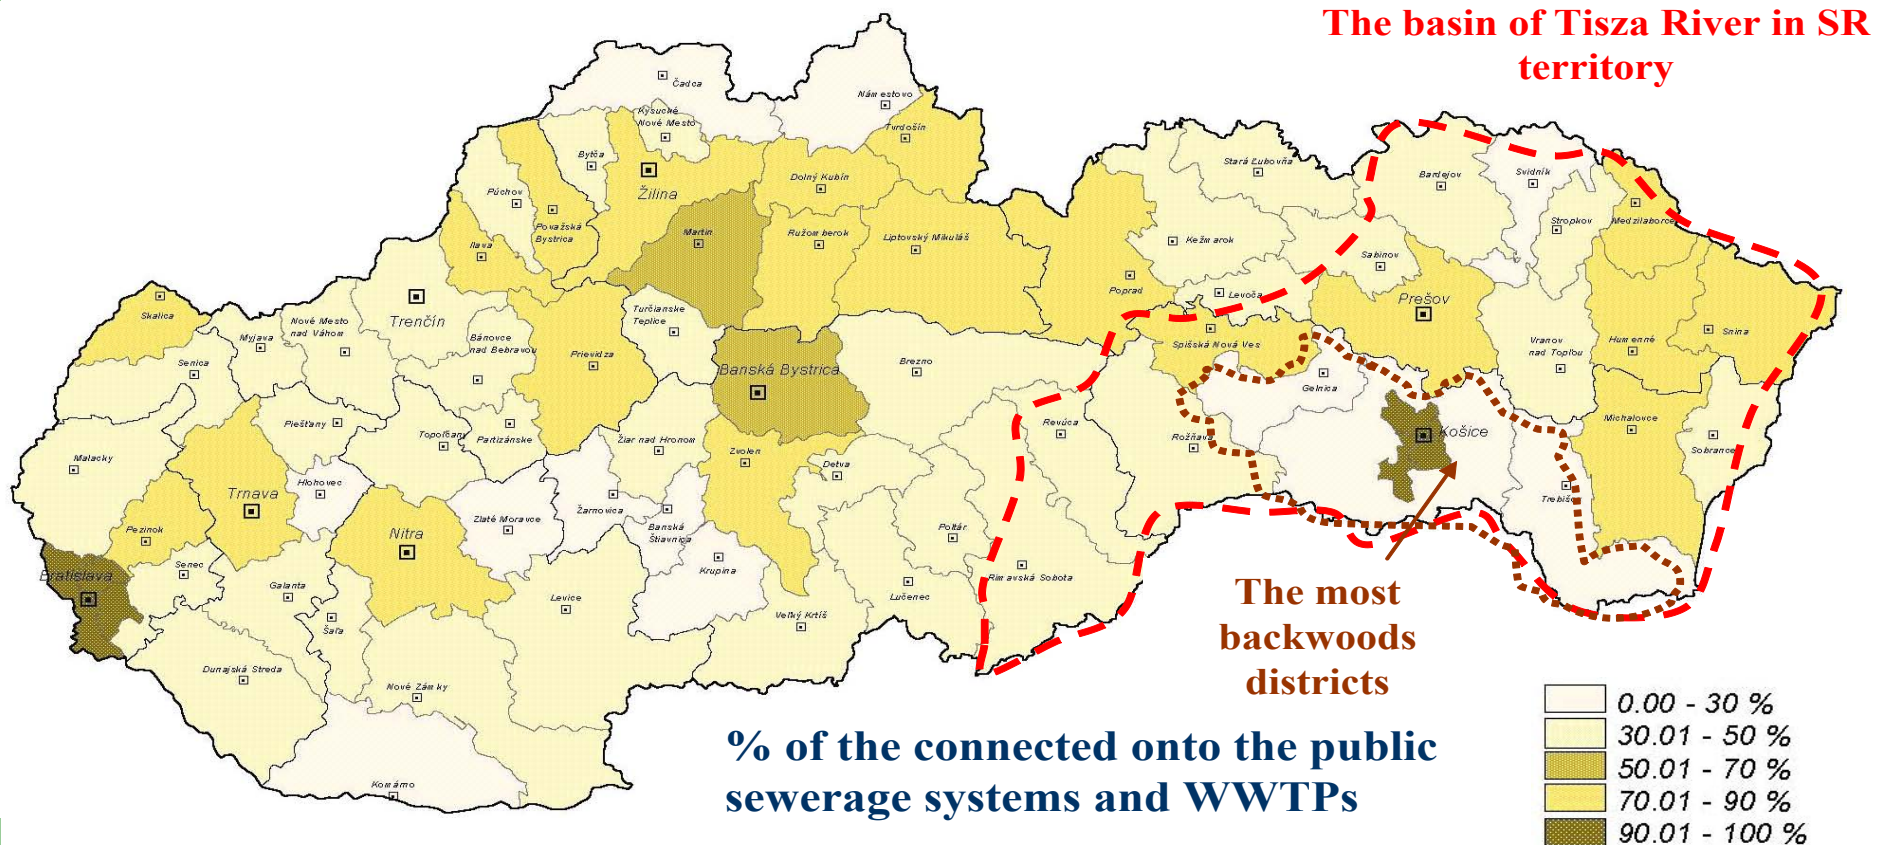 The basin of Tisza River in SR
territory
Čadca
Námestovo
Kysucké
Nové Mesto
Tvrdošín
Bytča
Stará Ľubovňa
Bardejov
Svidník
Púchov
Žilina
Dolný Kubín
Stropkov
Medzilaborce
Považská
Bystrica
Martin
Ružomberok
Liptovský Mikuláš
Kežmarok
Ilava
Sabinov
Poprad
Levoča
Prešov
Skalica
Trenčín
Turčianske
Teplice
Nové Mesto
nad Váhom
Myjava
Bánovce
nad Bebravou
Prievidza
Spišská Nová Ves
Vranov
nad Topľou
Humenné
Snina
Senica
Banská Bystrica
Brezno
Gelnica
Piešťany
Topoľčany
Partizánske
Žiar nad Hronom
Revúca
Rožňava
Košice
Michalovce
Sobrance
Malacky
Zvolen
Detva
Trnava
Hlohovec
Trebišov
Pezinok
Nitra
Zlaté Moravce
Žarnovica
Banská
Štiavnica
Poltár
Krupina
Bratislava
Senec
Galanta
Levice
Rimavská Sobota
Lučenec
Šaľa
Veľký Krtíš
Dunajská Streda
Nové Zámky
Komárno
The most
backwoods
districts
% of the connected onto the public
sewerage systems and WWTPs
0.00 - 30 %
30.01 - 50 %
50.01 - 70 %
70.01 - 90 %
90.01 - 100 %